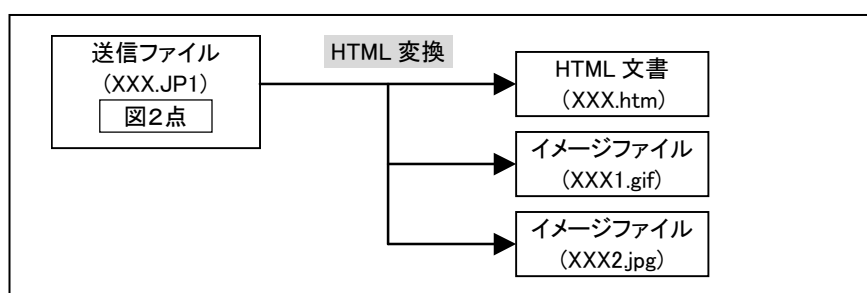 送信ファイル
(XXX.JP1)
図2点
HTML 変換
HTML 文書
(XXX.htm)
イメージファイル
(XXX1.gif)
イメージファイル
(XXX2.jpg)